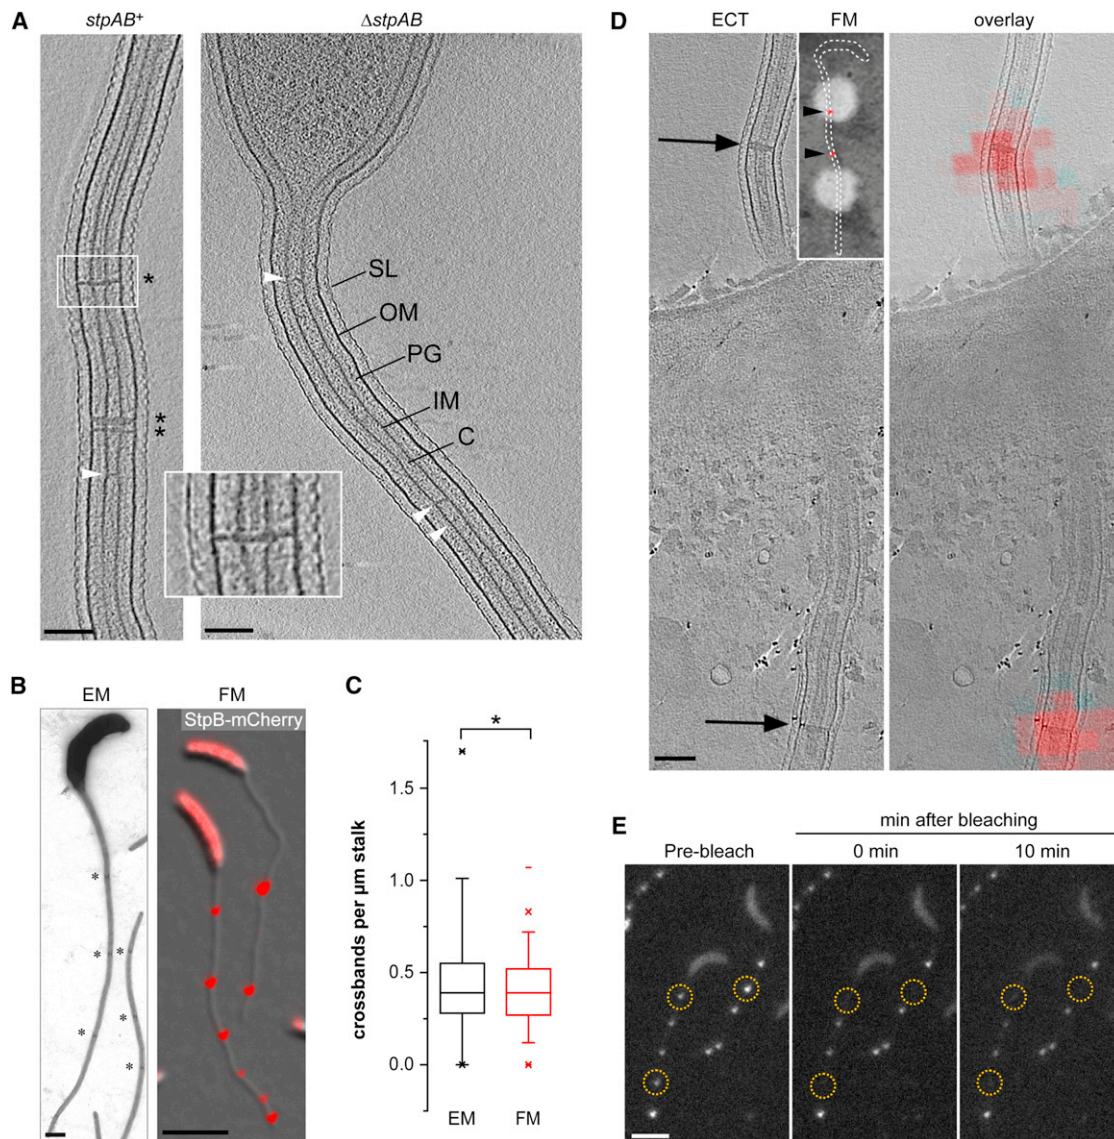 A
stpAB+
ΔstpAB
*
*
*
SL
OM
PG
IM
C
B
EM
FM
StpB-mCherry
*
*
*
*
*
*
C
*
crossbands per µm stalk
1.5
1.0
0.5
0.0
EM
FM
D
ECT
FM
overlay
E
min after bleaching
Pre-bleach
0 min
10 min